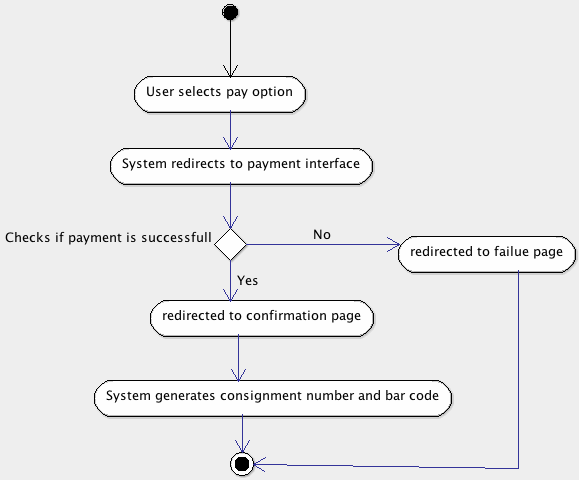 User selects pay option
System redirects to payment interface
Checks if payment is successfull
No
redirected to failue page
Yes
redirected to confirmation page
System generates consignment number and bar code